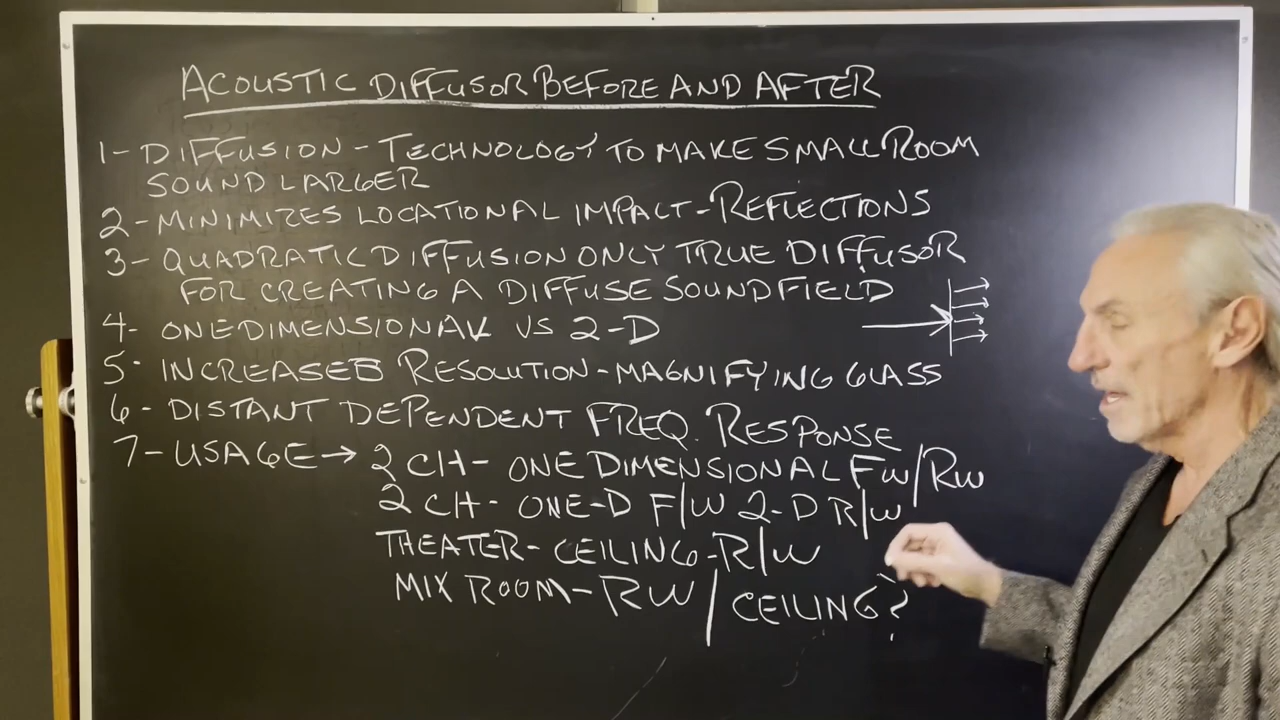 ACOUSTIC DIFFUSOR BEFORE AND AFTER
1- DIFFUSION - TECHNOLOGY TO MAKE SMALL ROOM
SOUND LARGER
2- MINIMIZES LOCATIONAL IMPACT - REFLECTIONS
3- QUADRATIC DIFFUSION ONLY TRUE DIFFUSOR
FOR CREATING A DIFFUSE SOUND FIELD
4- ONE DIMENSIONAL VS 2-D
5- INCREASES RESOLUTION - MAGNIFYING GLASS
6- DISTANT DEPENDENT FREQ. RESPONSE
7- USAGE → 2 CH- ONE DIMENSIONAL FW/RW
2 CH- ONE-D F/W 2-D R/W
THEATER- CEILING-R/W
MIX ROOM- RW/CEILING?